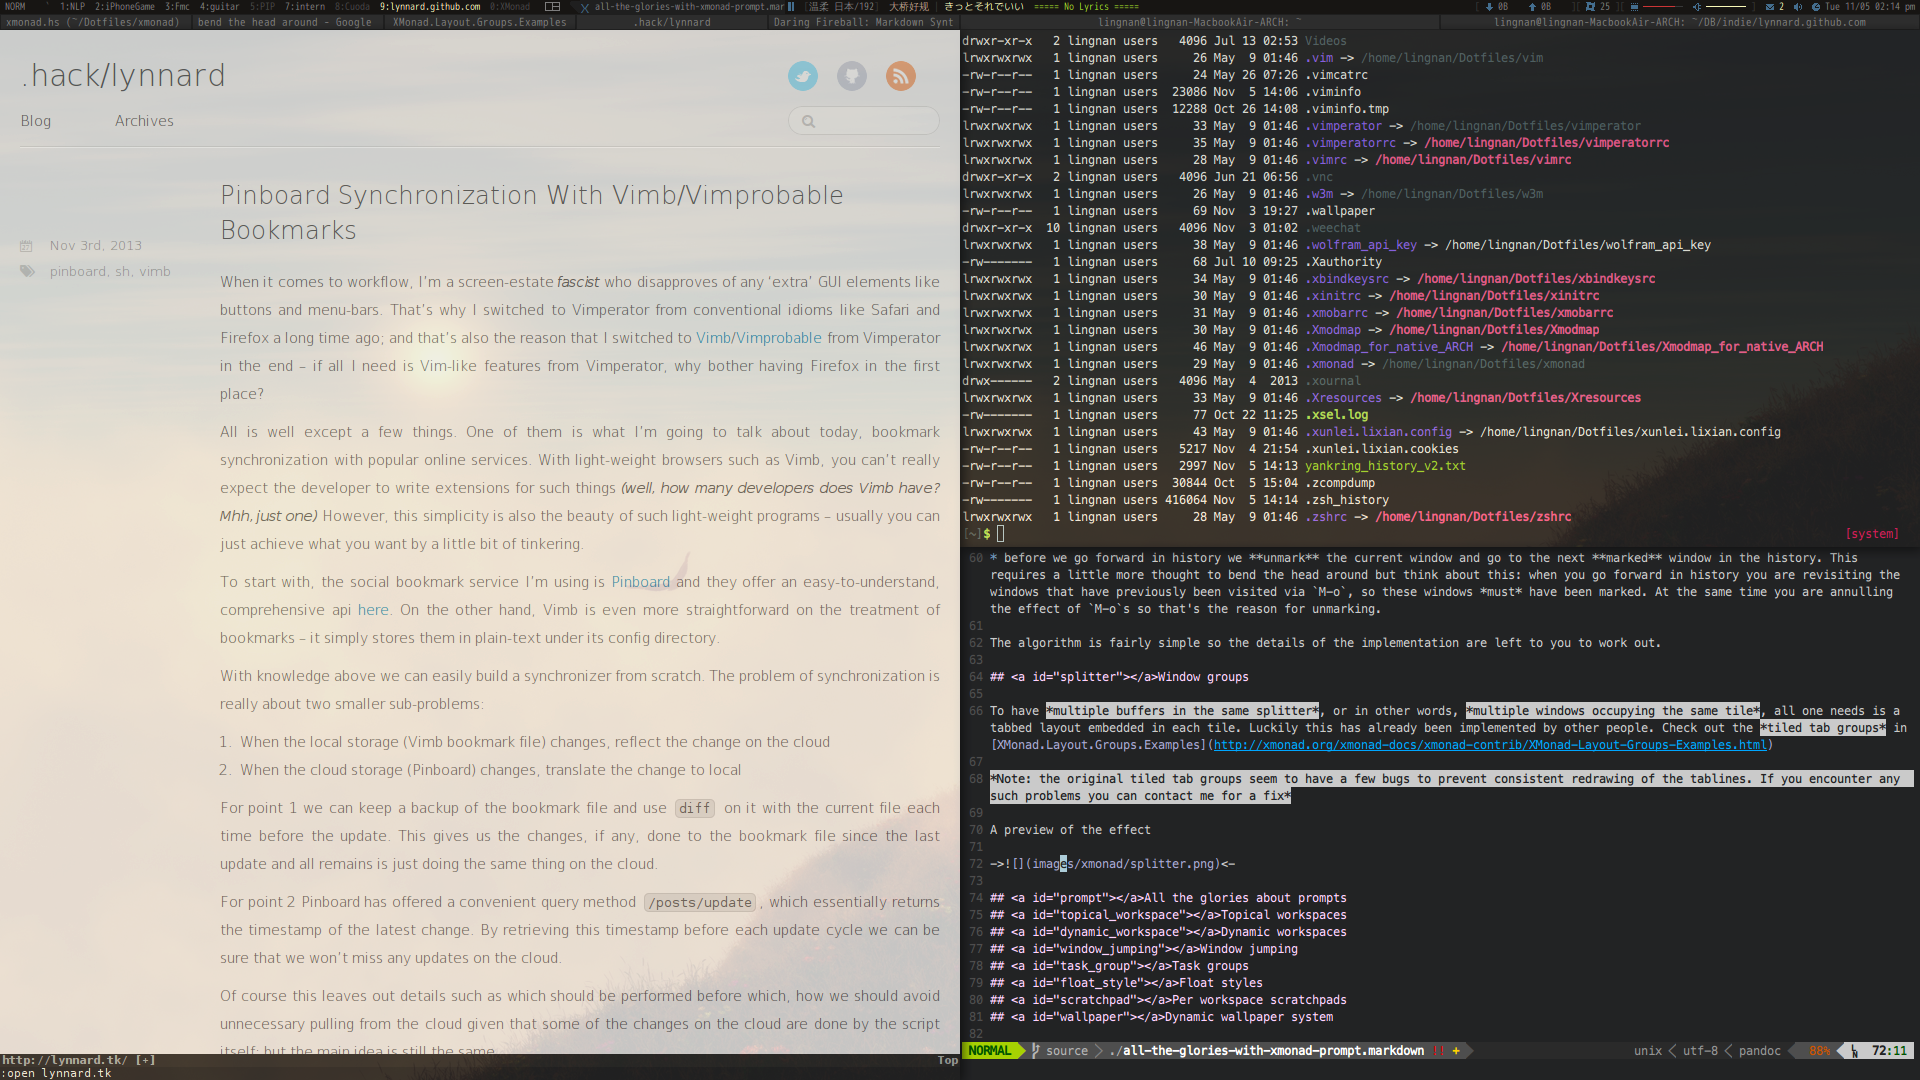 NORM ` 1:NLP 2:iPhoneGame 3:Fmc 4:guitar 5:PIP 7:intern 8:Cuoda 9:lynnard.github.com 0:XMonad all-the-glories-with-xmonad-prompt.mar [温柔 日本/192] 大桥好规 | きっとそれでいい ===== No Lyrics ===== [ 0B 0B ][ 25 ][ 2 Tue 11/05 02:14 pm
xmonad.hs (~/Dotfiles/xmonad) bend the head around - Google XMonad.Layout.Groups.Examples .hack/lynnard Daring Fireball: Markdown Synt lingnan@lingnan-MacbookAir-ARCH: ~ lingnan@lingnan-MacbookAir-ARCH: ~/DB/indie/lynnard.github.com
.hack/lynnard
Blog Archives
Pinboard Synchronization With Vimb/Vimprobable
Bookmarks
Nov 3rd, 2013
pinboard, sh, vimb
When it comes to workflow, I'm a screen-estate fascist who disapproves of any ‘extra’ GUI elements like
buttons and menu-bars. That's why I switched to Vimperator from conventional idioms like Safari and
Firefox a long time ago; and that's also the reason that I switched to Vimb/Vimprobable from Vimperator
in the end – if all I need is Vim-like features from Vimperator, why bother having Firefox in the first
place?
All is well except a few things. One of them is what I'm going to talk about today, bookmark
synchronization with popular online services. With light-weight browsers such as Vimb, you can't really
expect the developer to write extensions for such things (well, how many developers does Vimb have?
Mhh, just one) However, this simplicity is also the beauty of such light-weight programs – usually you can
just achieve what you want by a little bit of tinkering.
To start with, the social bookmark service I'm using is Pinboard and they offer an easy-to-understand,
comprehensive api here. On the other hand, Vimb is even more straightforward on the treatment of
bookmarks – it simply stores them in plain-text under its config directory.
With knowledge above we can easily build a synchronizer from scratch. The problem of synchronization is
really about two smaller sub-problems:
1. When the local storage (Vimb bookmark file) changes, reflect the change on the cloud
2. When the cloud storage (Pinboard) changes, translate the change to local
For point 1 we can keep a backup of the bookmark file and use diff on it with the current file each
time before the update. This gives us the changes, if any, done to the bookmark file since the last
update and all remains is just doing the same thing on the cloud.
For point 2 Pinboard has offered a convenient query method /posts/update, which essentially returns
the timestamp of the latest change. By retrieving this timestamp before each update cycle we can be
sure that we won't miss any updates on the cloud.
Of course this leaves out details such as which should be performed before which, how we should avoid
unnecessary pulling from the cloud given that some of the changes on the cloud are done by the script
itself; but the main idea is still the same.
http://lynnard.tk/ [+] Top
:open lynnard.tk
drwxr-xr-x 2 lingnan users 4096 Jul 13 02:53 Videos
lrwxrwxrwx 1 lingnan users 26 May 9 01:46 .vim -> /home/lingnan/Dotfiles/vim
-rw-r--r-- 1 lingnan users 24 May 26 07:26 .vimcatrc
-rw-r--r-- 1 lingnan users 23086 Nov 5 14:06 .viminfo
-rw-r--r-- 1 lingnan users 12288 Oct 26 14:08 .viminfo.tmp
lrwxrwxrwx 1 lingnan users 33 May 9 01:46 .vimperator -> /home/lingnan/Dotfiles/vimperator
lrwxrwxrwx 1 lingnan users 35 May 9 01:46 .vimperatorrc -> /home/lingnan/Dotfiles/vimperatorrc
lrwxrwxrwx 1 lingnan users 28 May 9 01:46 .vimrc -> /home/lingnan/Dotfiles/vimrc
drwxr-xr-x 2 lingnan users 4096 Jun 21 06:56 .vnc
lrwxrwxrwx 1 lingnan users 26 May 9 01:46 .w3m -> /home/lingnan/Dotfiles/w3m
-rw-r--r-- 1 lingnan users 69 Nov 3 19:27 .wallpaper
drwxr-xr-x 10 lingnan users 4096 Nov 3 01:02 .weechat
lrwxrwxrwx 1 lingnan users 38 May 9 01:46 .wolfram_api_key -> /home/lingnan/Dotfiles/wolfram_api_key
-rw------- 1 lingnan users 68 Jul 10 09:25 .Xauthority
lrwxrwxrwx 1 lingnan users 34 May 9 01:46 .xbindkeysrc -> /home/lingnan/Dotfiles/xbindkeysrc
lrwxrwxrwx 1 lingnan users 30 May 9 01:46 .xinitrc -> /home/lingnan/Dotfiles/xinitrc
lrwxrwxrwx 1 lingnan users 31 May 9 01:46 .xmobarrc -> /home/lingnan/Dotfiles/xmobarrc
lrwxrwxrwx 1 lingnan users 30 May 9 01:46 .Xmodmap -> /home/lingnan/Dotfiles/Xmodmap
lrwxrwxrwx 1 lingnan users 46 May 9 01:46 .Xmodmap_for_native_ARCH -> /home/lingnan/Dotfiles/Xmodmap_for_native_ARCH
lrwxrwxrwx 1 lingnan users 29 May 9 01:46 .xmonad -> /home/lingnan/Dotfiles/xmonad
drwx------ 2 lingnan users 4096 May 4 2013 .xournal
lrwxrwxrwx 1 lingnan users 33 May 9 01:46 .Xresources -> /home/lingnan/Dotfiles/Xresources
-rw------- 1 lingnan users 77 Oct 22 11:25 .xsel.log
lrwxrwxrwx 1 lingnan users 43 May 9 01:46 .xunlei.lixian.config -> /home/lingnan/Dotfiles/xunlei.lixian.config
-rw------- 1 lingnan users 5217 Nov 4 21:54 .xunlei.lixian.cookies
-rw-r--r-- 1 lingnan users 2997 Nov 5 14:13 yankring_history_v2.txt
-rw-r--r-- 1 lingnan users 30844 Oct 5 15:04 .zcompdump
-rw------- 1 lingnan users 416064 Nov 5 14:14 .zsh_history
lrwxrwxrwx 1 lingnan users 28 May 9 01:46 .zshrc -> /home/lingnan/Dotfiles/zshrc
[~]$ [system]
60 * before we go forward in history we **unmark** the current window and go to the next **marked** window in the history. This
requires a little more thought to bend the head around but think about this: when you go forward in history you are revisiting the
windows that have previously been visited via `M-o`, so these windows *must* have been marked. At the same time you are annulling
the effect of `M-o`s so that's the reason for unmarking.
61
62 The algorithm is fairly simple so the details of the implementation are left to you to work out.
63
64 ## <a id="splitter"></a>Window groups
65
66 To have *multiple buffers in the same splitter*, or in other words, *multiple windows occupying the same tile*, all one needs is a
tabbed layout embedded in each tile. Luckily this has already been implemented by other people. Check out the *tiled tab groups* in
[XMonad.Layout.Groups.Examples](http://xmonad.org/xmonad-docs/xmonad-contrib/XMonad-Layout-Groups-Examples.html)
67
68 *Note: the original tiled tab groups seem to have a few bugs to prevent consistent redrawing of the tablines. If you encounter any
such problems you can contact me for a fix*
69
70 A preview of the effect
71
72 ->![](images/xmonad/splitter.png)<-
73
74 ## <a id="prompt"></a>All the glories about prompts
75 ## <a id="topical_workspace"></a>Topical workspaces
76 ## <a id="dynamic_workspace"></a>Dynamic workspaces
77 ## <a id="window_jumping"></a>Window jumping
78 ## <a id="task_group"></a>Task groups
79 ## <a id="float_style"></a>Float styles
80 ## <a id="scratchpad"></a>Per workspace scratchpads
81 ## <a id="wallpaper"></a>Dynamic wallpaper system
82
NORMAL source ./all-the-glories-with-xmonad-prompt.markdown + unix utf-8 pandoc 88% LN 72:11